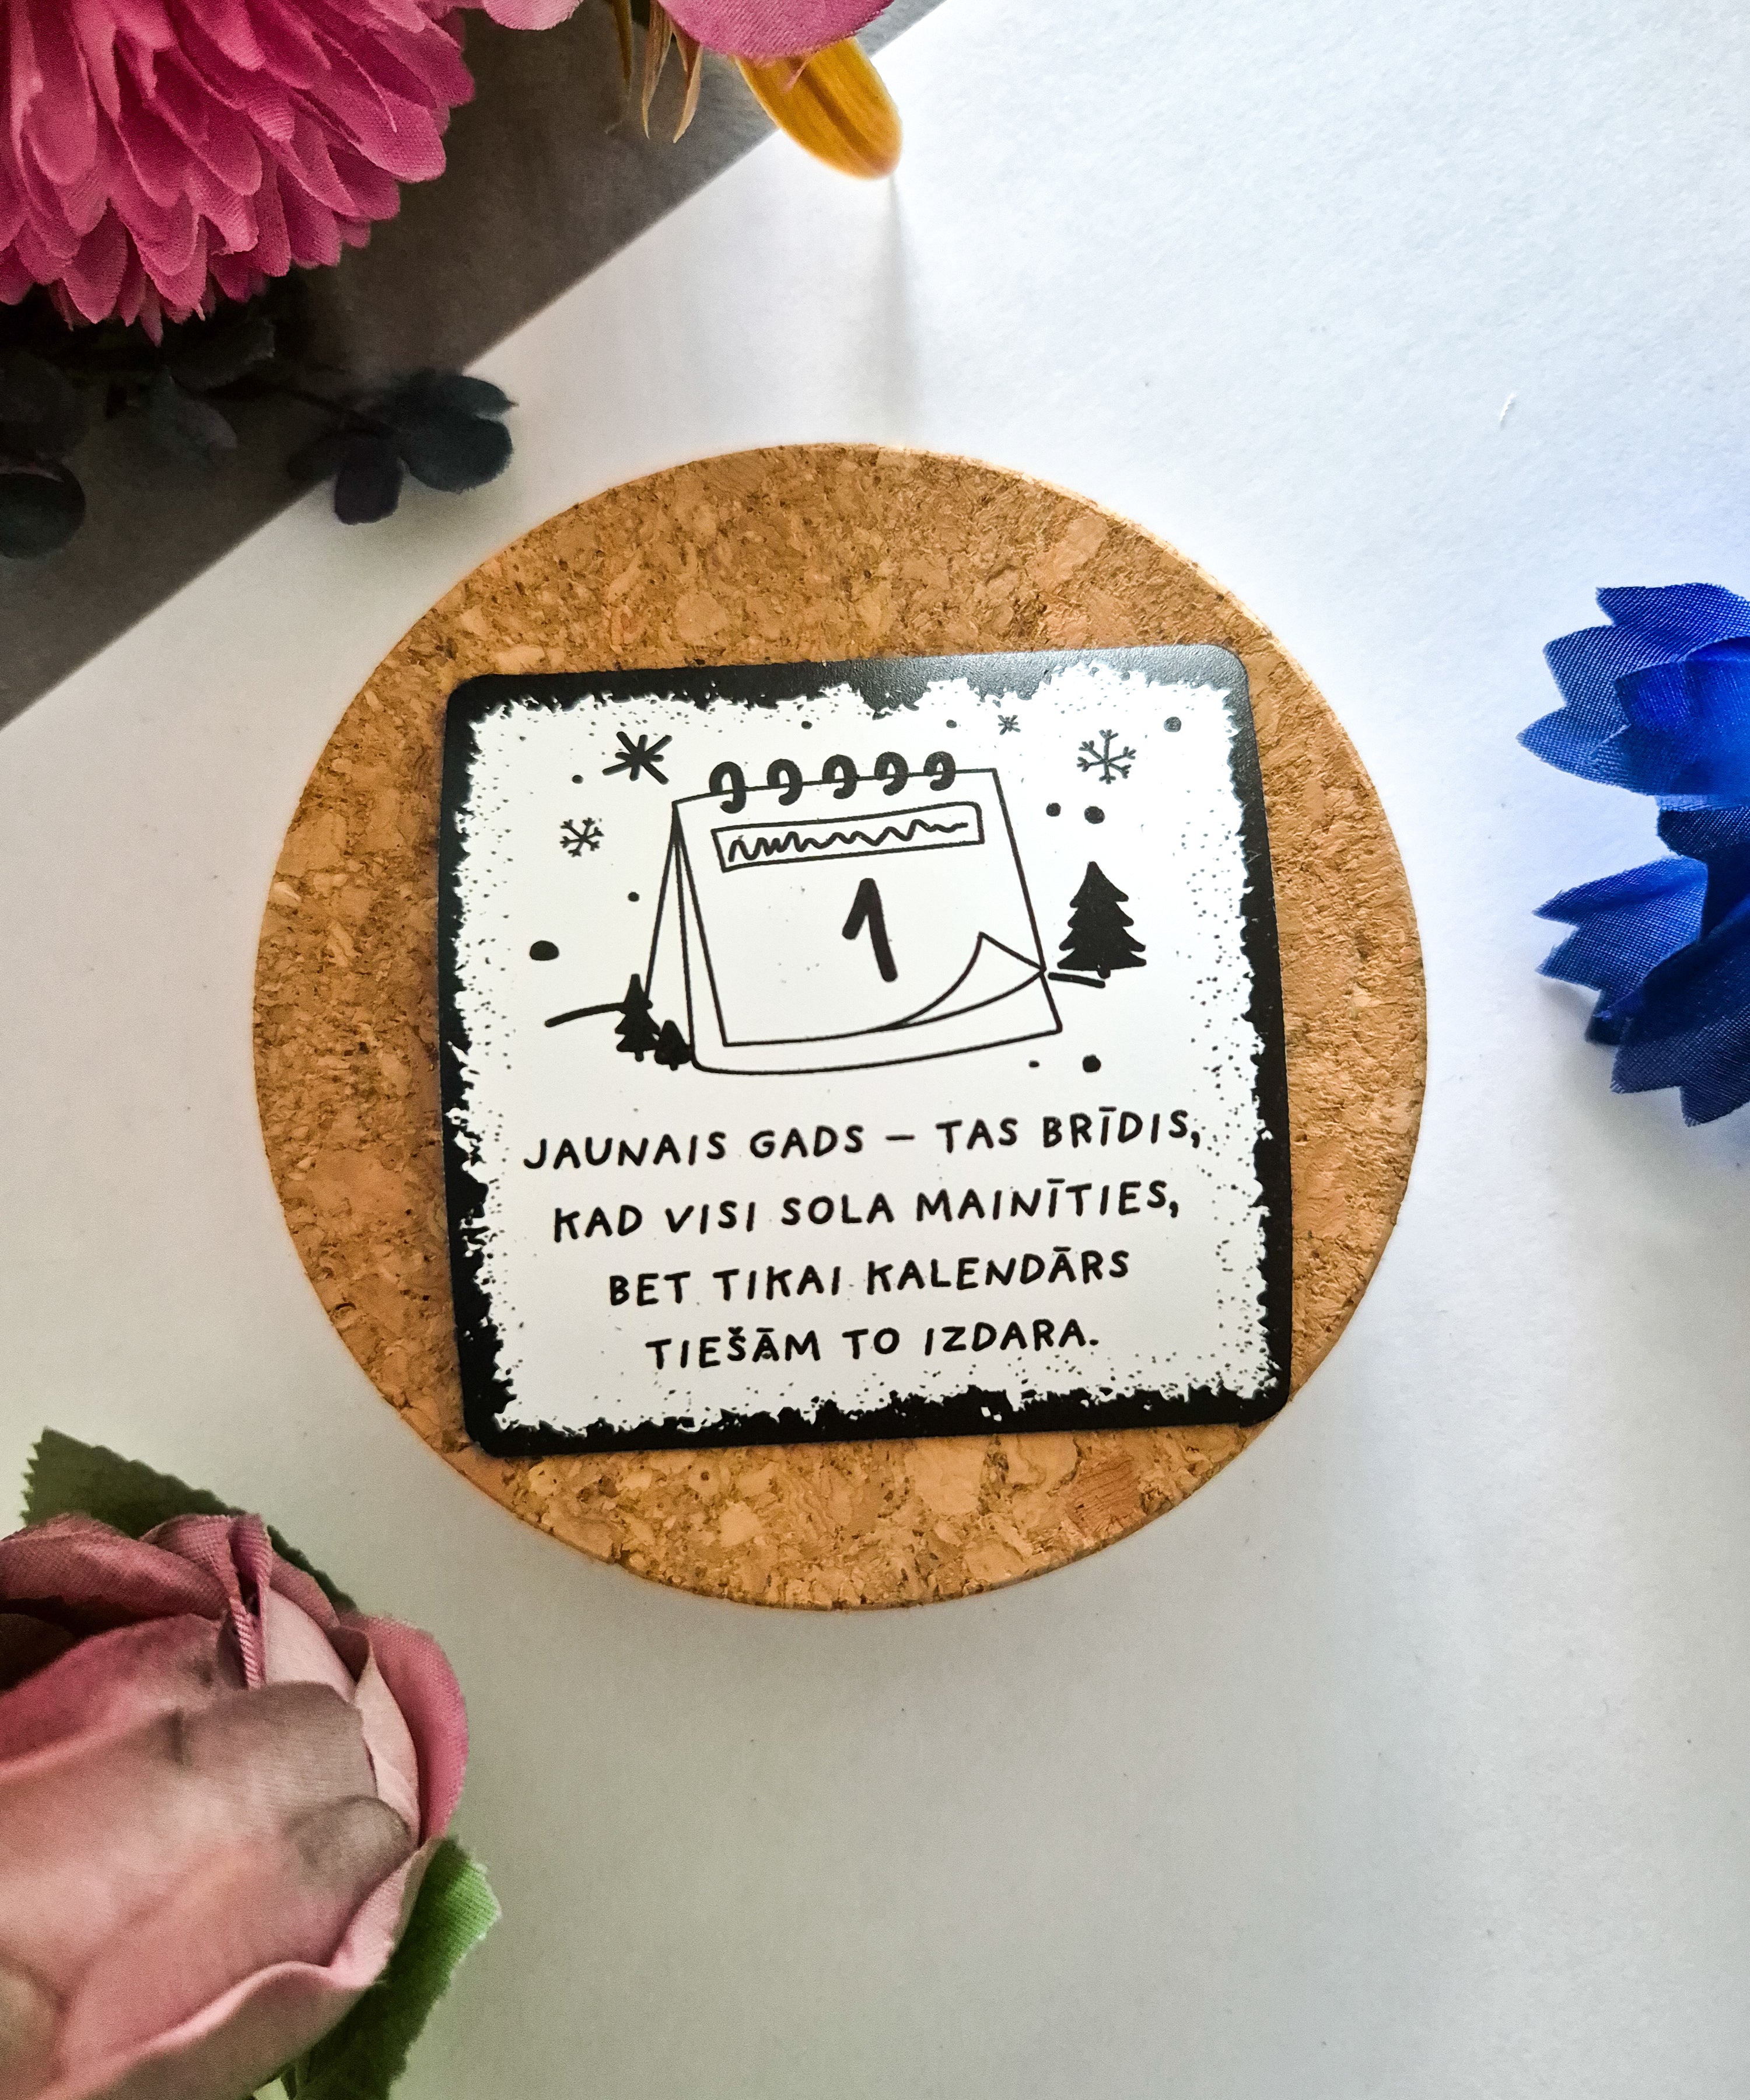 1
JAUNAIS GADS – TAS BRĪDIS,
KAD VISI SOLA MAINĪTIES,
BET TIKAI KALENDĀRS
TIEŠĀM TO IZDARA.